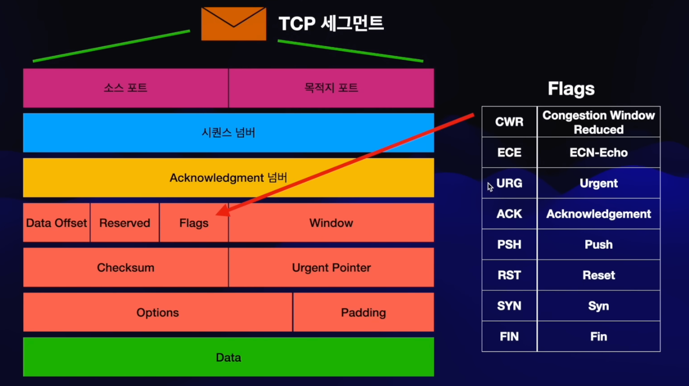 TCP 세그먼트
소스 포트
목적지 포트
시퀀스 넘버
Acknowledgment 넘버
Data Offset
Reserved
Flags
Window
Checksum
Urgent Pointer
Options
Padding
Data
Flags
CWR
Congestion Window
Reduced
ECE
ECN-Echo
URG
Urgent
ACK
Acknowledgement
PSH
Push
RST
Reset
SYN
Syn
FIN
Fin